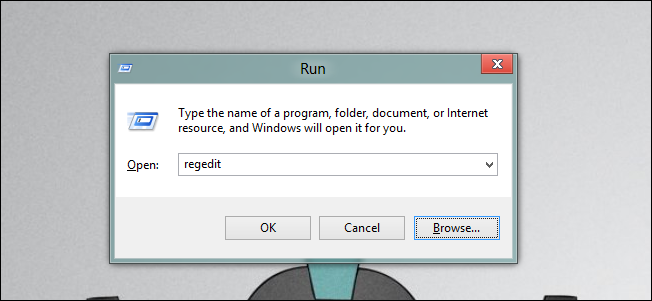 Run
Type the name of a program, folder, document, or Internet
resource, and Windows will open it for you.
Open: regedit
OK Cancel Browse...